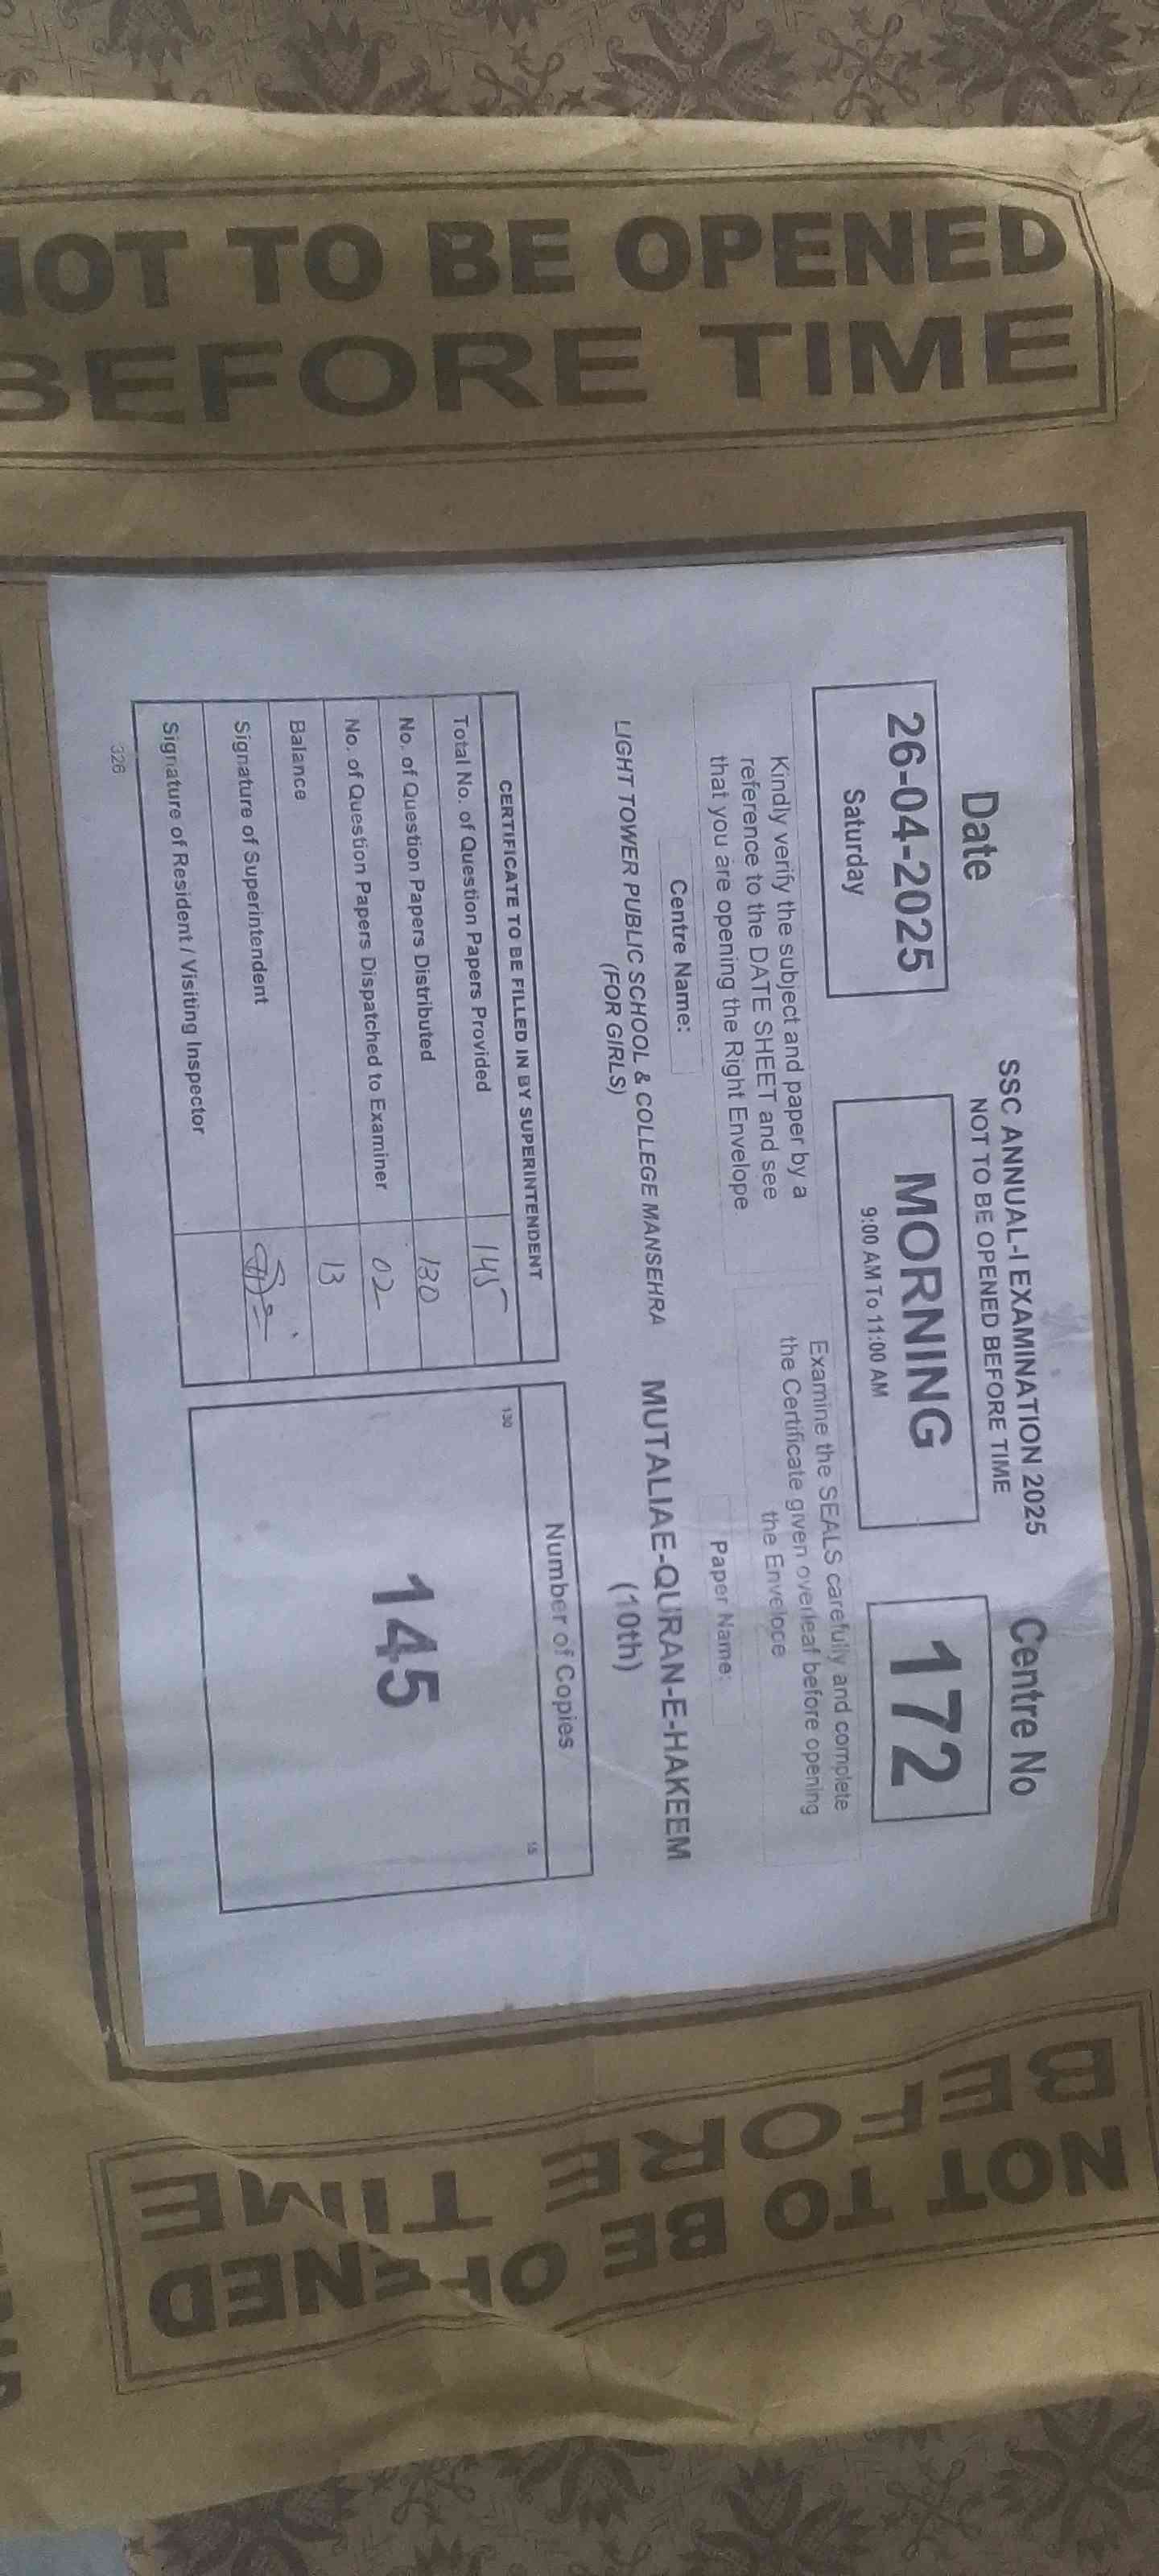 NOT TO BE OPENED
BEFORE TIME
SSC ANNUAL-I EXAMINATION 2025
NOT TO BE OPENED BEFORE TIME
Date
26-04-2025
Saturday
MORNING
9:00 AM To 11:00 AM
Centre No
172
Kindly verify the subject and paper by a
reference to the DATE SHEET and see
that you are opening the Right Envelope
Examine the SEALS carefully and complete
the Certificate given overleaf before opening
the Envelope
Centre Name:
LIGHT TOWER PUBLIC SCHOOL & COLLEGE MANSEHRA
(FOR GIRLS)
Paper Name:
MUTALIAE-QURAN-E-HAKEEM
(10th)
CERTIFICATE TO BE FILLED IN BY SUPERINTENDENT
Total No. of Question Papers Provided 145
No. of Question Papers Distributed 130
No. of Question Papers Dispatched to Examiner 02
Balance 13
Signature of Superintendent
Signature of Resident / Visiting Inspector
326
Number of Copies
130 15
145
NOT TO BE OPENED
BEFORE TIME